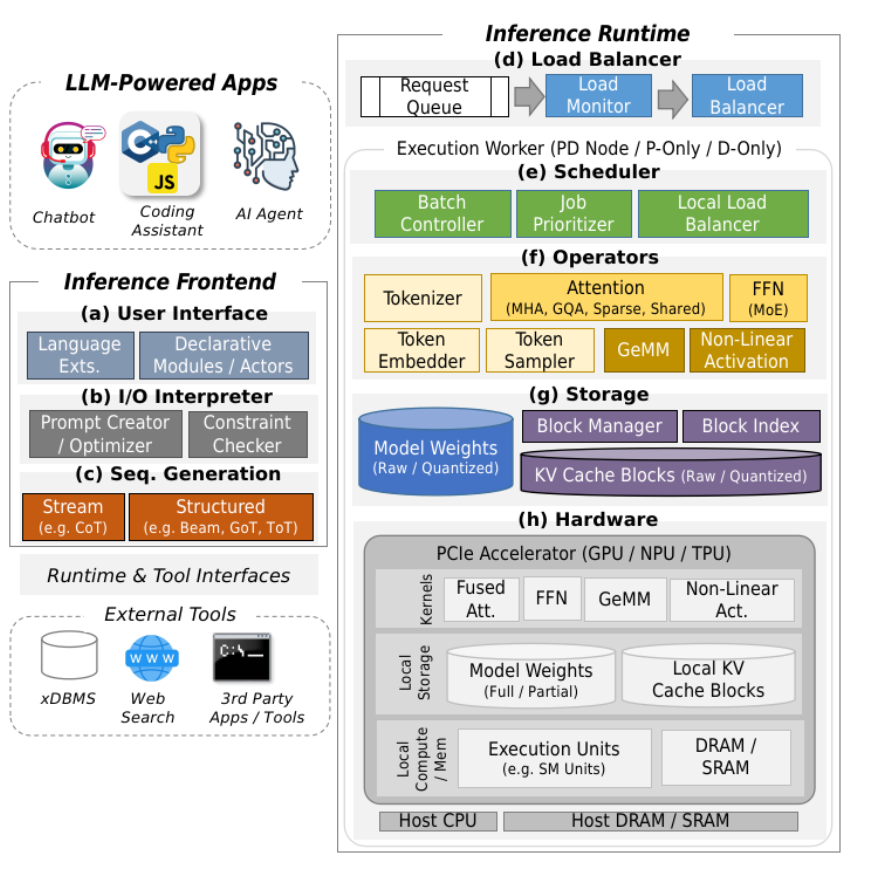 LLM-Powered Apps
JS
Chatbot
Coding
Assistant
AI Agent
Inference Frontend
(a) User Interface
Language
Exts.
Declarative
Modules / Actors
(b) I/O Interpreter
Prompt Creator
/ Optimizer
Constraint
Checker
(c) Seq. Generation
Stream
(e.g. CoT)
Structured
(e.g. Beam, GoT, ToT)
Runtime & Tool Interfaces
External Tools
WWW
C:\
xDBMS
Web
Search
3rd Party
Apps / Tools
Inference Runtime
(d) Load Balancer
Request
Queue
Load
Monitor
Load
Balancer
Execution Worker (PD Node / P-Only / D-Only)
(e) Scheduler
Batch
Controller
Job
Prioritizer
Local Load
Balancer
(f) Operators
Tokenizer
Attention
(MHA, GQA, Sparse, Shared)
FFN
(MoE)
Token
Embedder
Token
Sampler
GeMM
Non-Linear
Activation
(g) Storage
Model Weights
(Raw / Quantized)
Block Manager
Block Index
KV Cache Blocks (Raw / Quantized)
(h) Hardware
PCIe Accelerator (GPU / NPU / TPU)
Kernels
Fused
Att.
FFN
GeMM
Non-Linear
Act.
Local
Storage
Model Weights
(Full / Partial)
Local KV
Cache Blocks
Local
Compute
/ Mem
Execution Units
(e.g. SM Units)
DRAM /
SRAM
Host CPU
Host DRAM / SRAM